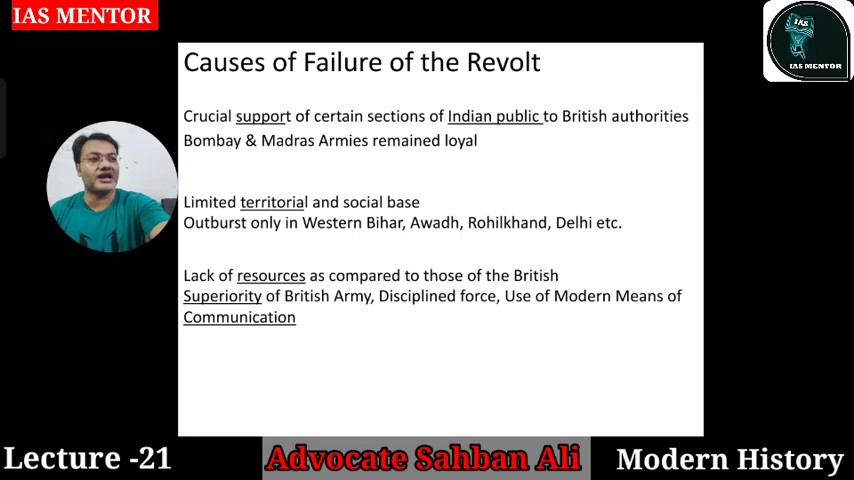 IAS MENTOR
IAS
IAS MENTOR
Causes of Failure of the Revolt
Crucial support of certain sections of Indian public to British authorities
Bombay & Madras Armies remained loyal
Limited territorial and social base
Outburst only in Western Bihar, Awadh, Rohilkhand, Delhi etc.
Lack of resources as compared to those of the British
Superiority of British Army, Disciplined force, Use of Modern Means of
Communication
Lecture -21
Advocate Sahban Ali
Modern History